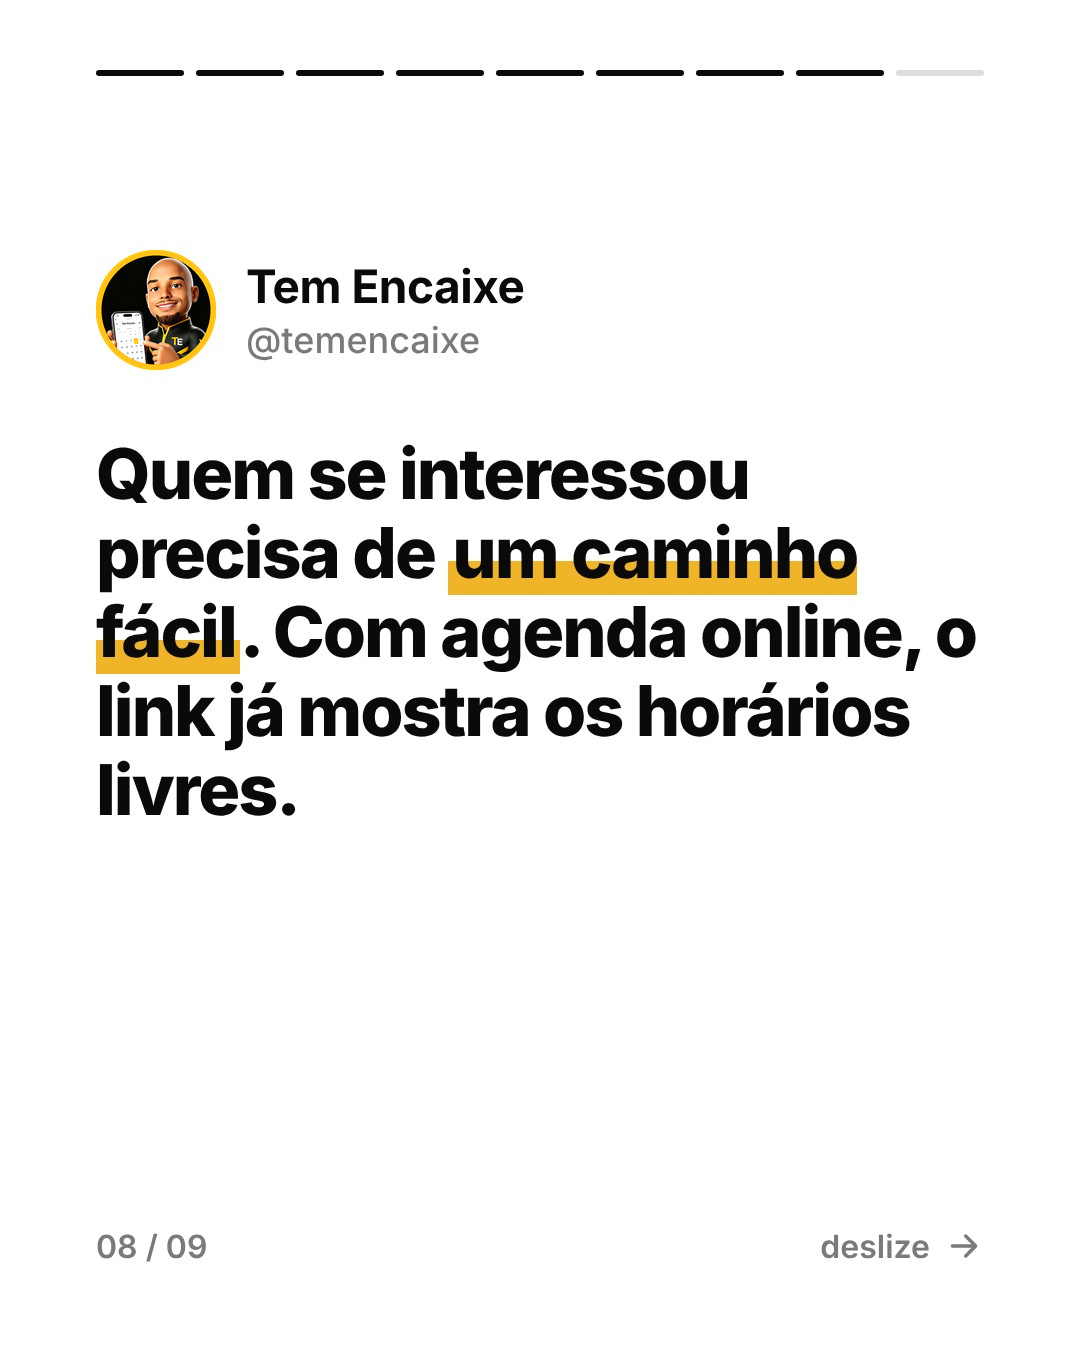 Tem Encaixe
@temencaixe
Quem se interessou
precisa de um caminho
fácil. Com agenda online, o
link já mostra os horários
livres.
08 / 09
deslize →